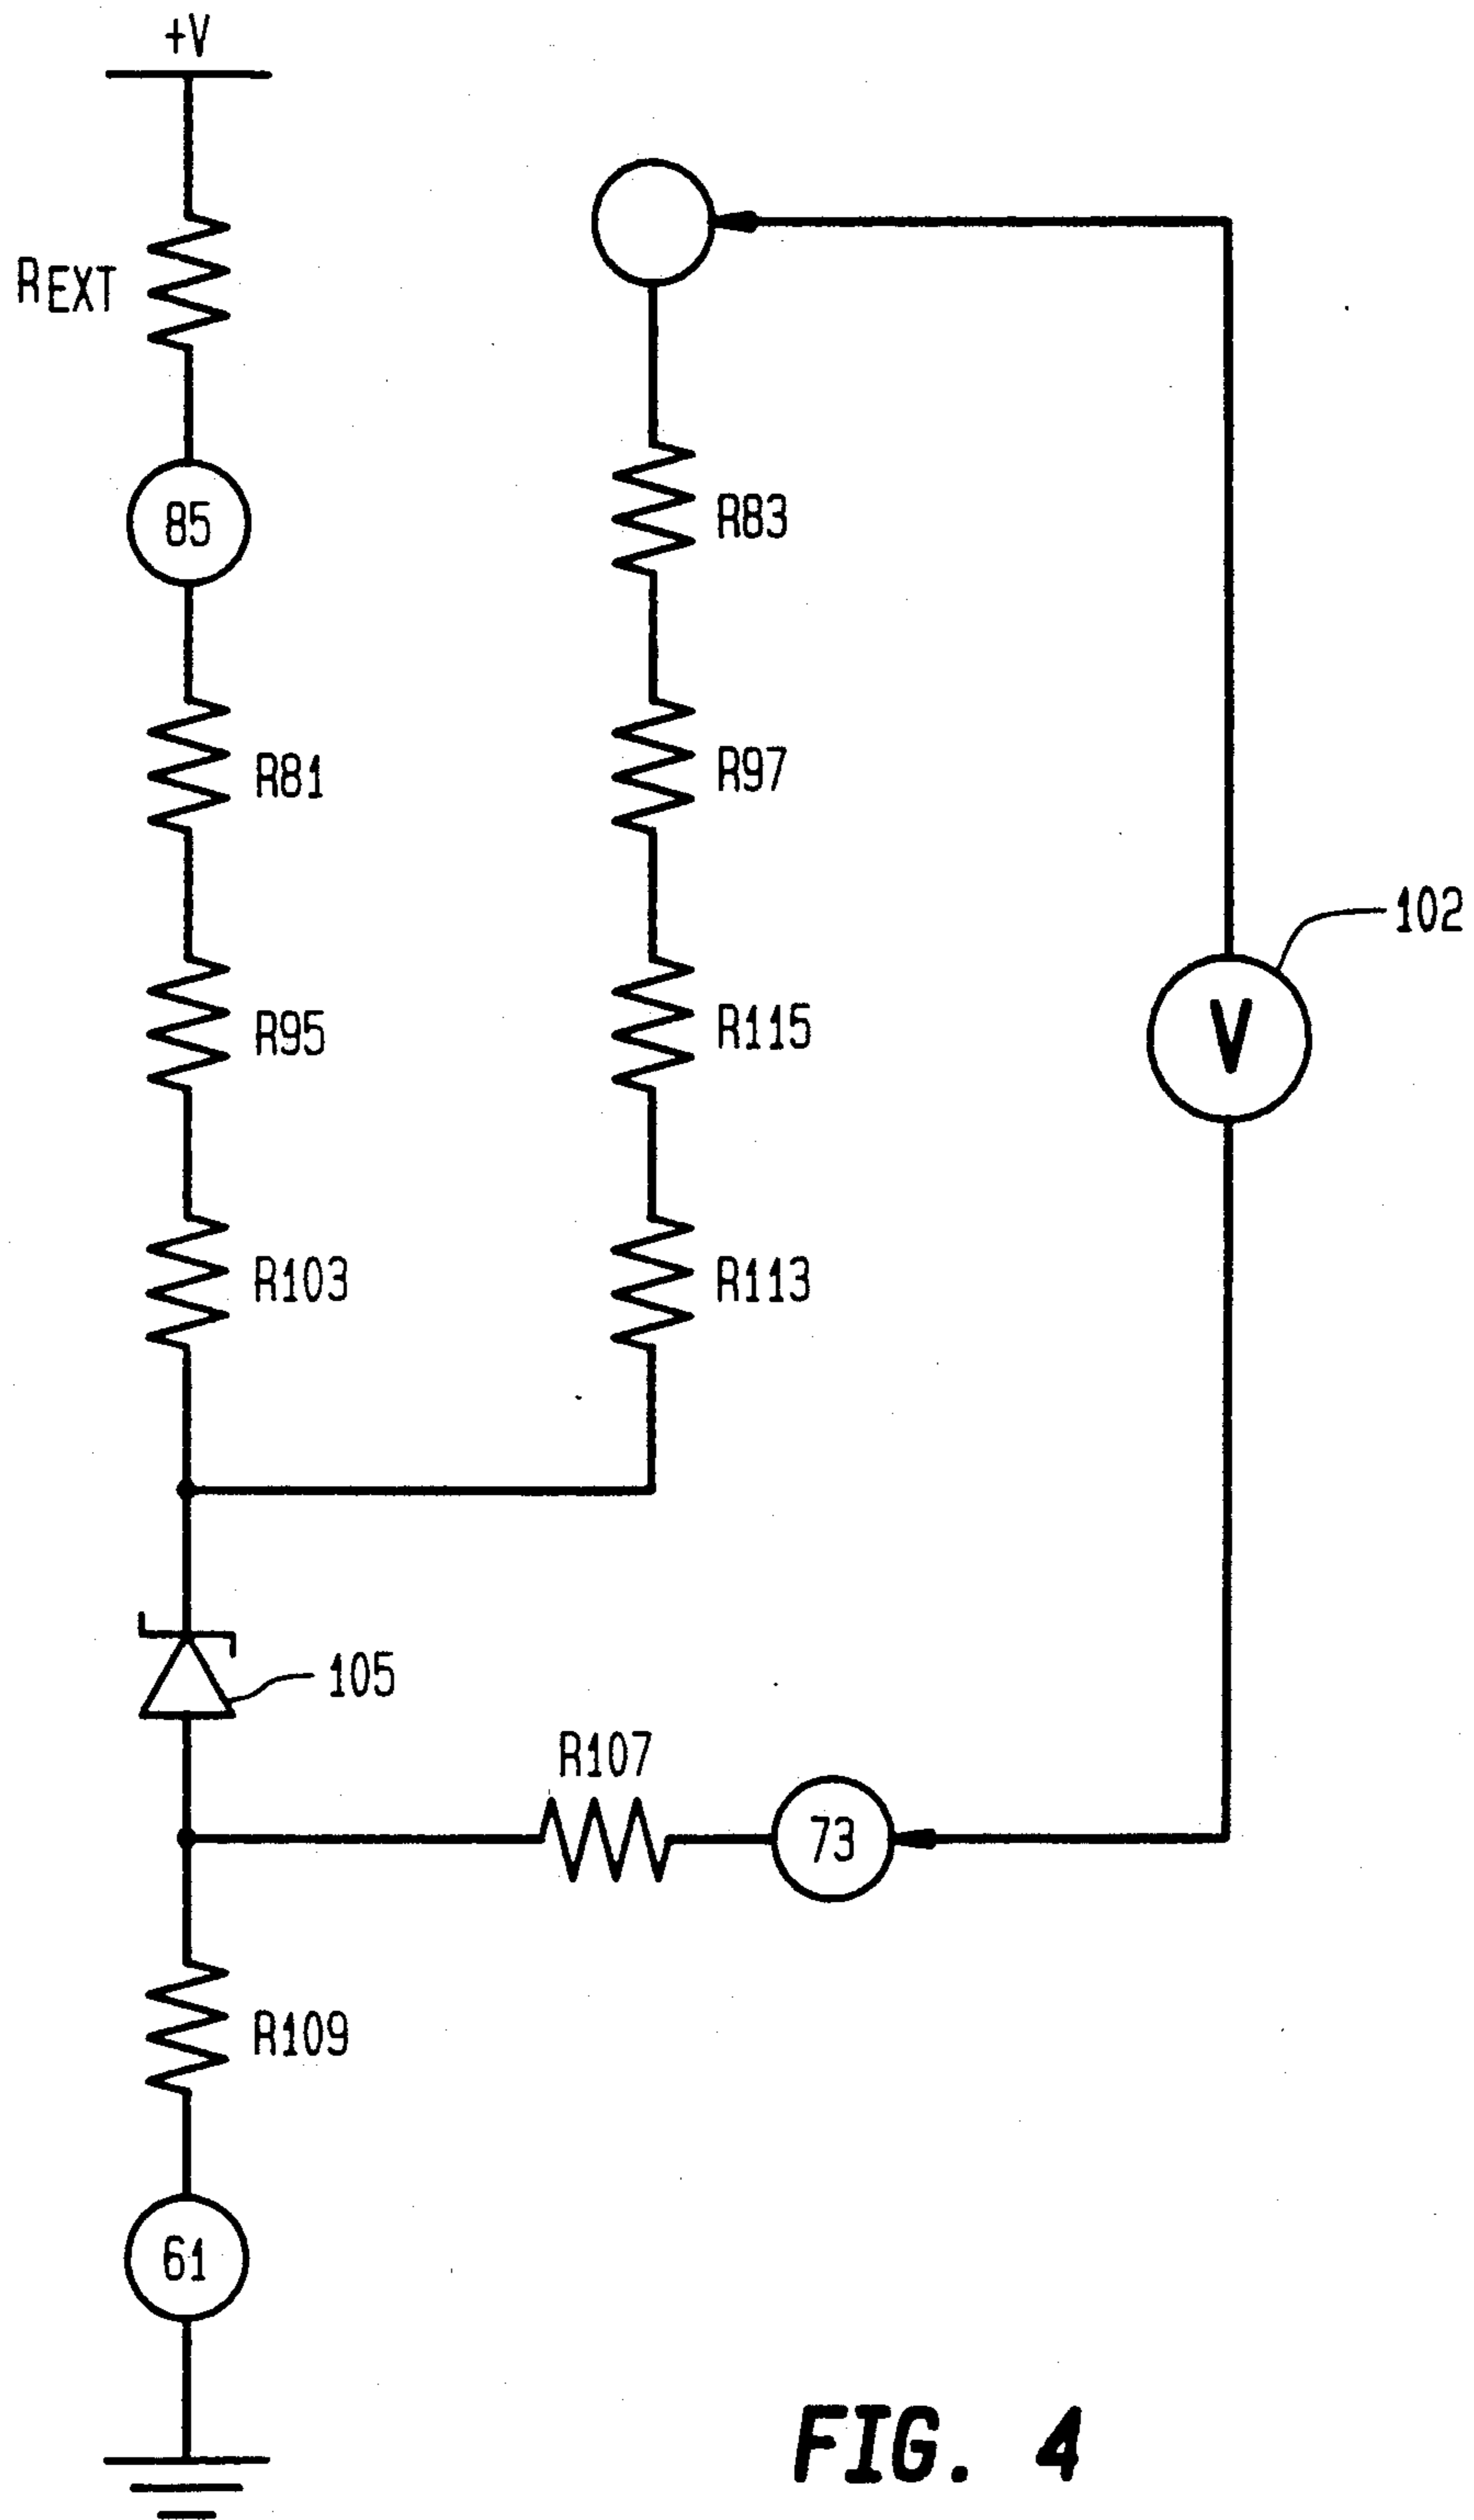 +V
REXT
85
R83
R81
R97
102
V
R95
R115
R103
R113
105
R107
73
R109
61
FIG. 4